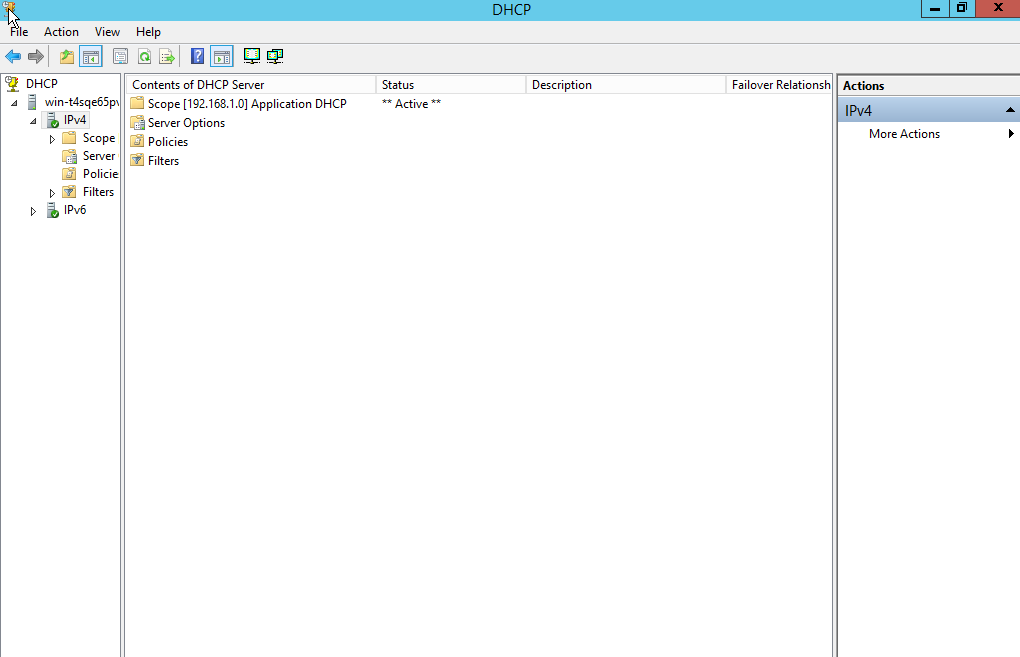 DHCP
File Action View Help
DHCP
win-t4sqe65pv
IPv4
Scope
Server
Policie
Filters
IPv6
Contents of DHCP Server Status Description Failover Relationsh
Scope [192.168.1.0] Application DHCP ** Active **
Server Options
Policies
Filters
Actions
IPv4
More Actions